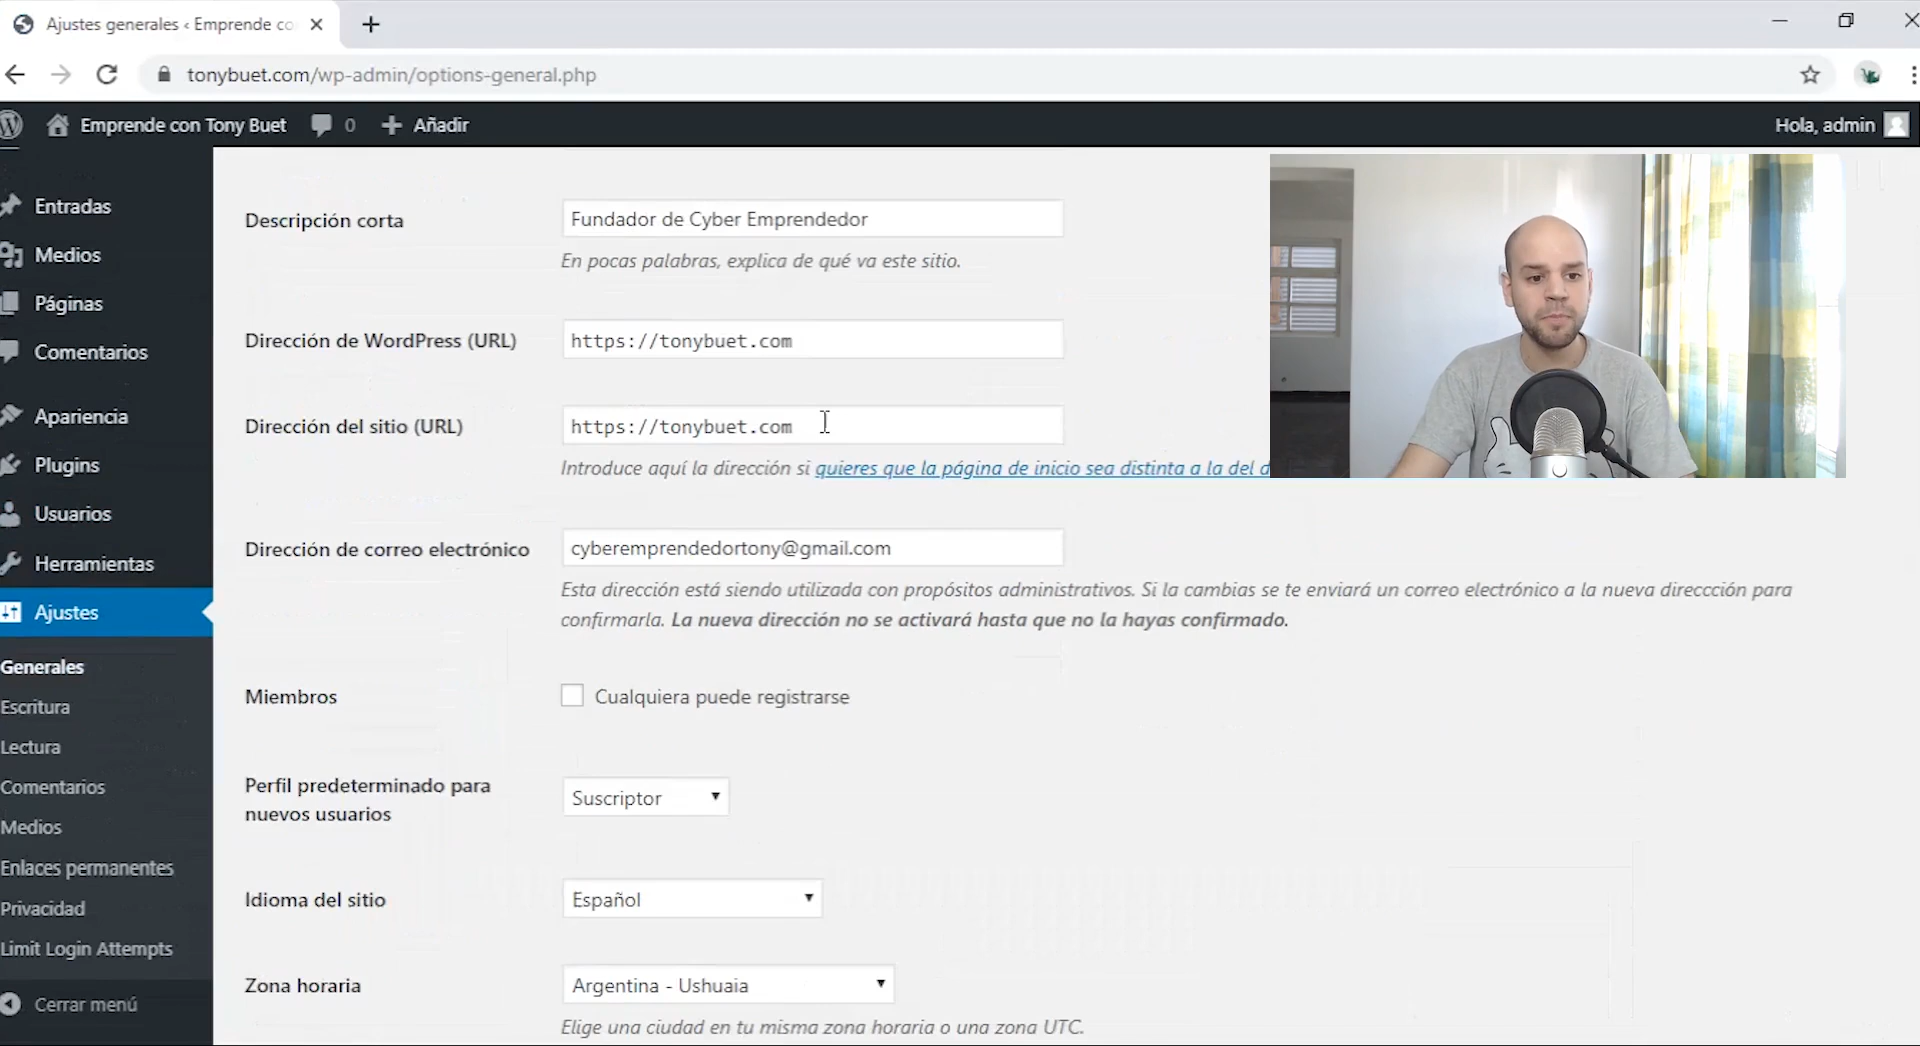 Ajustes generales ‹ Emprende co
tonybuet.com/wp-admin/options-general.php
Emprende con Tony Buet 0 Añadir Hola, admin
Entradas
Medios
Páginas
Comentarios
Apariencia
Plugins
Usuarios
Herramientas
Ajustes
Generales
Escritura
Lectura
Comentarios
Medios
Enlaces permanentes
Privacidad
Limit Login Attempts
Cerrar menú
Descripción corta Fundador de Cyber Emprendedor
En pocas palabras, explica de qué va este sitio.
Dirección de WordPress (URL) https://tonybuet.com
Dirección del sitio (URL) https://tonybuet.com
Introduce aquí la dirección si quieres que la página de inicio sea distinta a la del d
Dirección de correo electrónico cyberemprendedortony@gmail.com
Esta dirección está siendo utilizada con propósitos administrativos. Si la cambias se te enviará un correo electrónico a la nueva direccción para
confirmarla. La nueva dirección no se activará hasta que no la hayas confirmado.
Miembros Cualquiera puede registrarse
Perfil predeterminado para
nuevos usuarios
Suscriptor
Idioma del sitio Español
Zona horaria Argentina - Ushuaia
Elige una ciudad en tu misma zona horaria o una zona UTC.